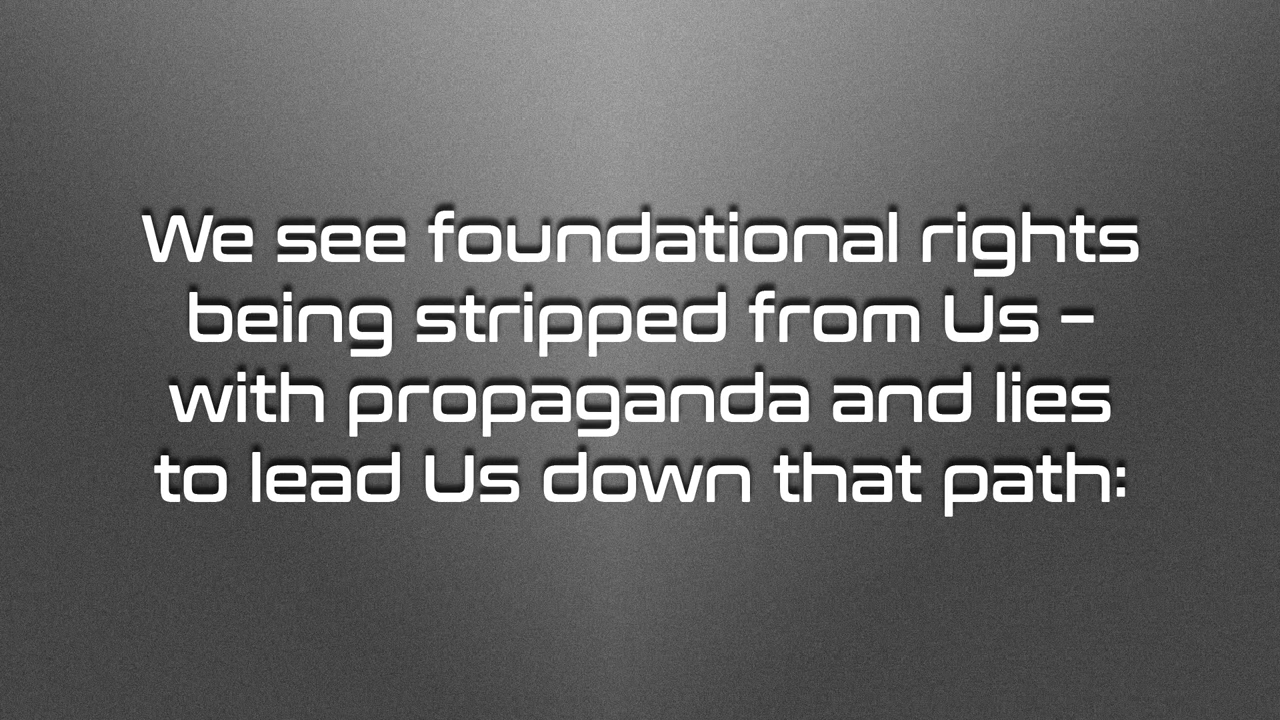 We see foundational rights
being stripped from Us –
with propaganda and lies
to lead Us down that path: